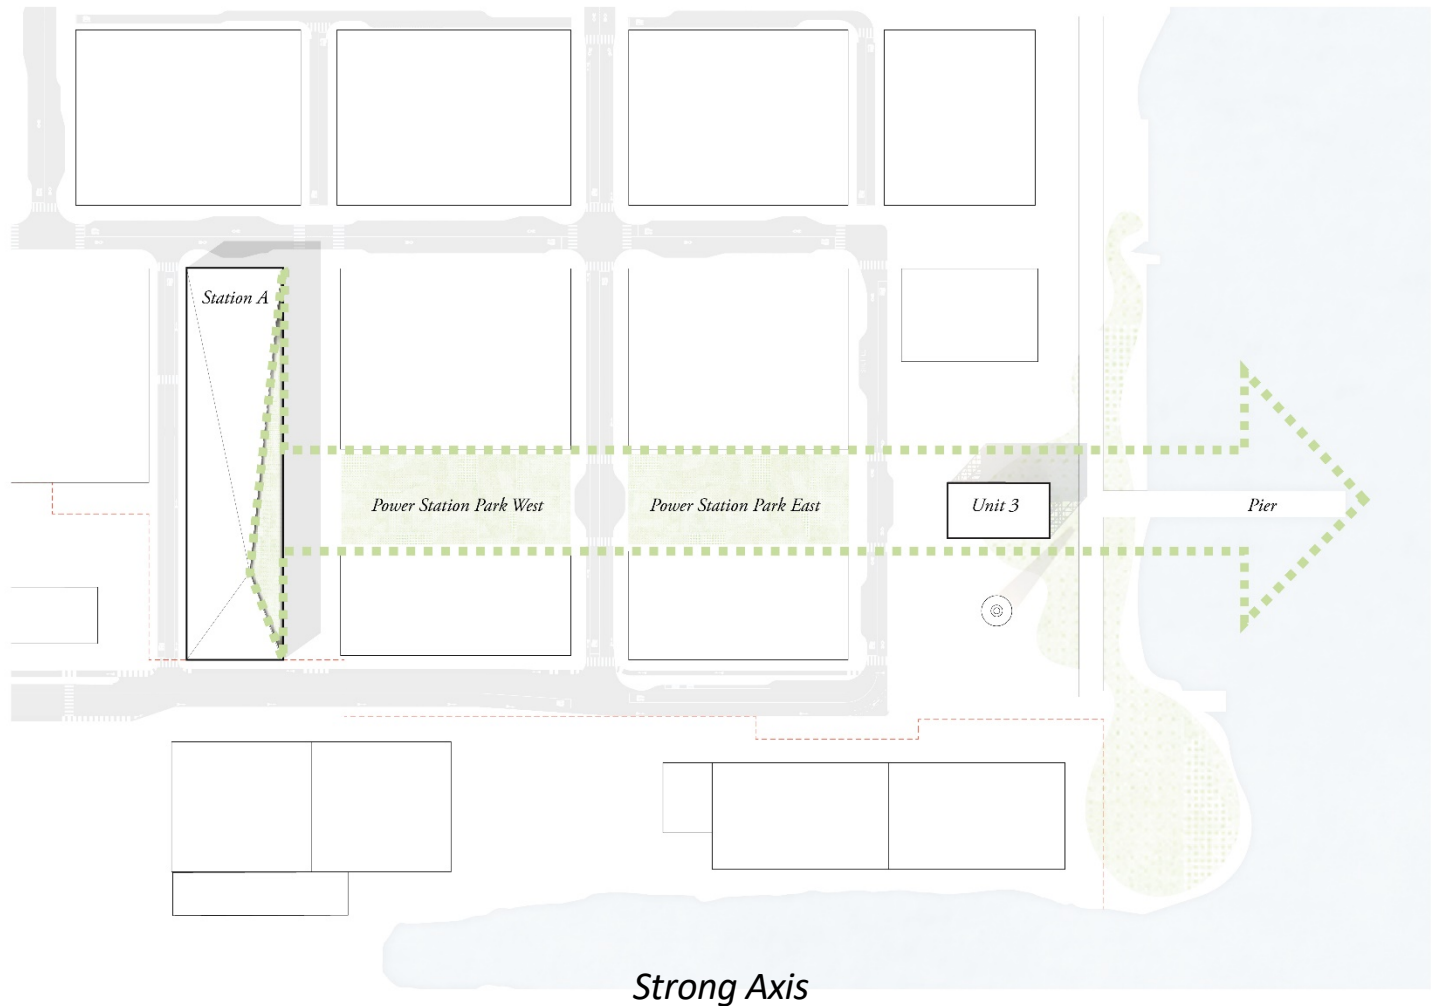 Station A
Power Station Park West
Power Station Park East
Unit 3
Pier
Strong Axis